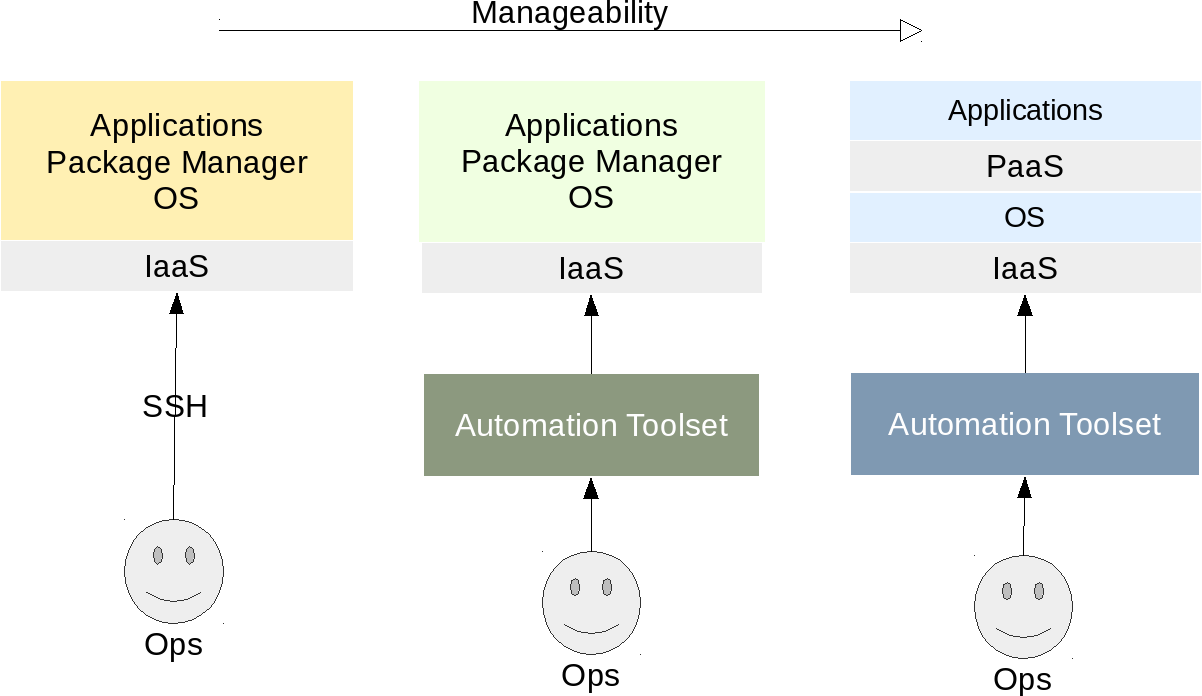 Manageability
Applications
Package Manager
OS
IaaS
SSH
Ops
Applications
Package Manager
OS
IaaS
Automation Toolset
Ops
Applications
PaaS
OS
IaaS
Automation Toolset
Ops